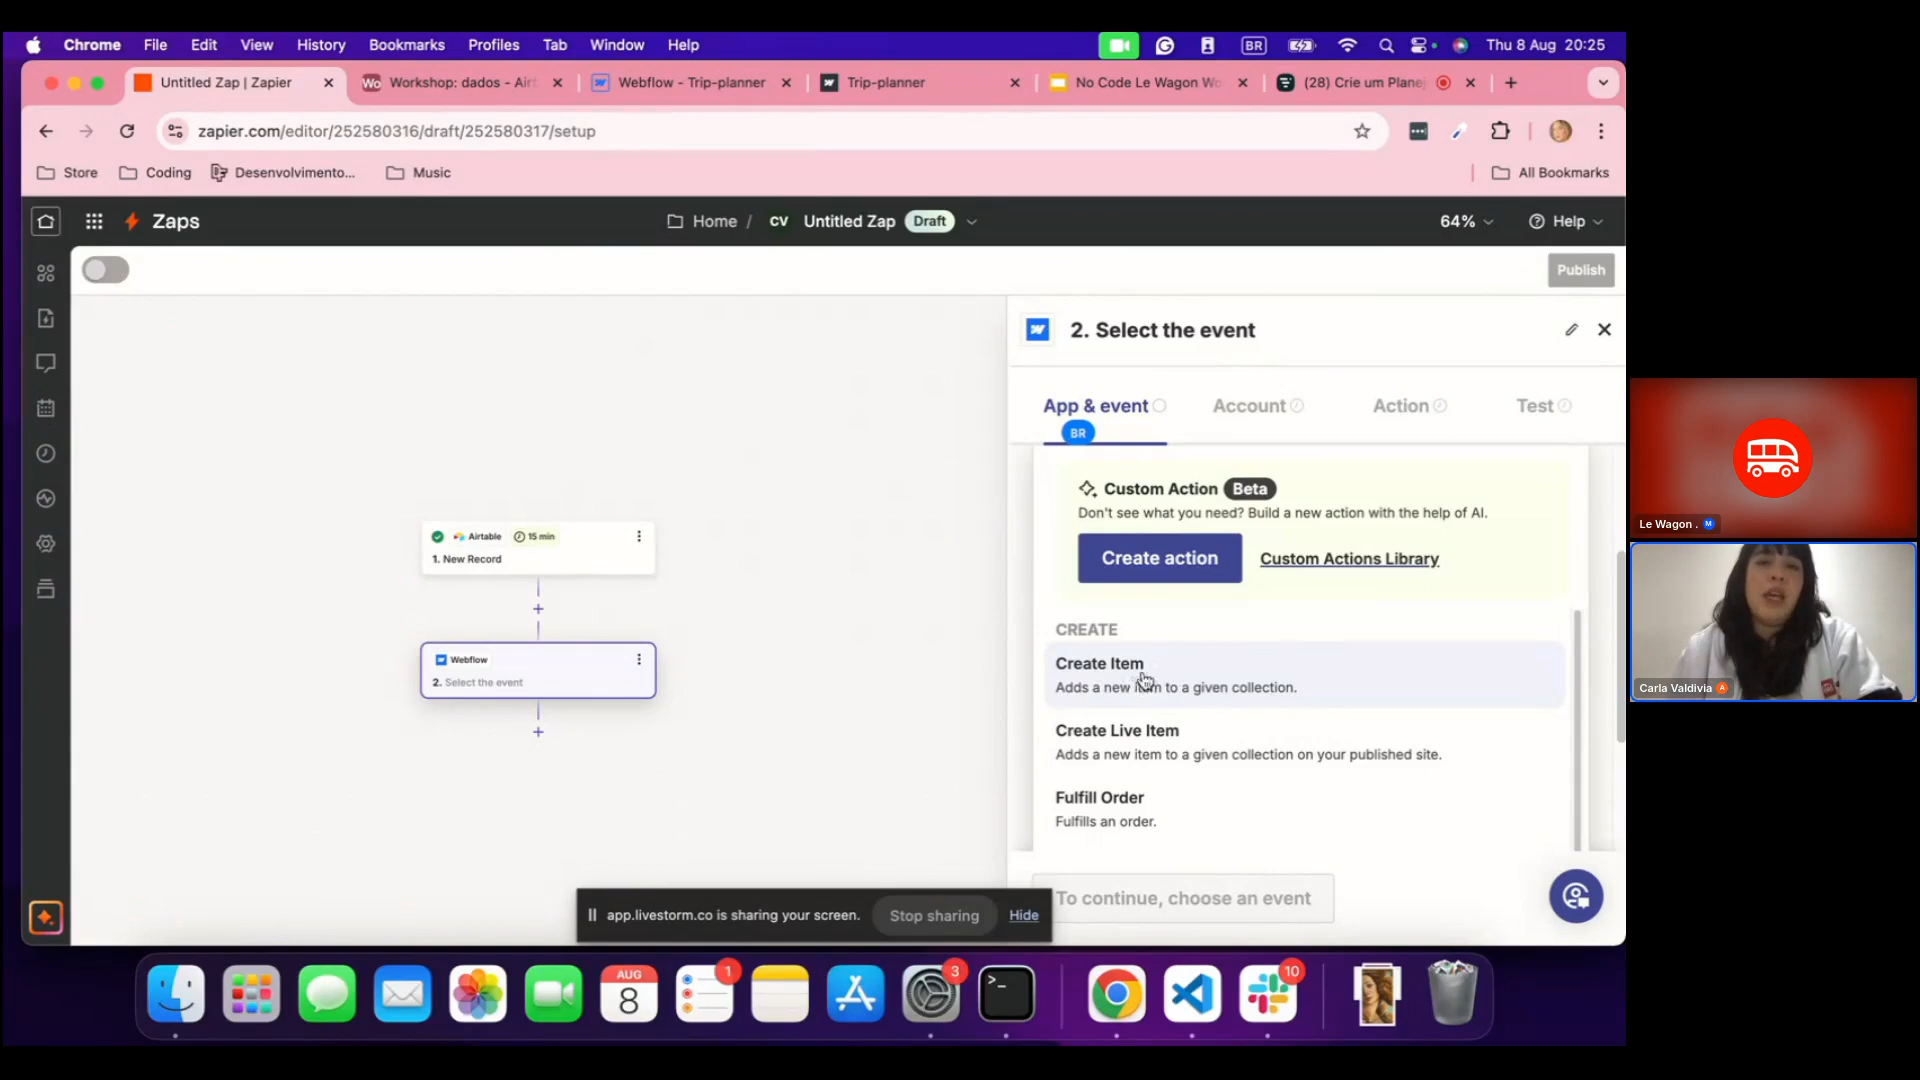 Chrome File Edit View History Bookmarks Profiles Tab Window Help BR Thu 8 Aug 20:25
Untitled Zap | Zapier
Wo Workshop: dados - Airt
Webflow - Trip-planner
Trip-planner
No Code Le Wagon Wo
(28) Crie um Plane
zapier.com/editor/252580316/draft/252580317/setup
Store Coding Desenvolvimento... Music All Bookmarks
Zaps Home / CV Untitled Zap Draft 64% Help
Publish
2. Select the event
App & event Account Action Test
BR
Custom Action Beta
Don't see what you need? Build a new action with the help of AI.
Create action Custom Actions Library
Airtable 15 min
1. New Record
Webflow
2. Select the event
CREATE
Create Item
Adds a new item to a given collection.
Create Live Item
Adds a new item to a given collection on your published site.
Fulfill Order
Fulfills an order.
To continue, choose an event
app.livestorm.co is sharing your screen. Stop sharing Hide
Le Wagon . M
Carla Valdivia A
AUG
8
1
3
>_
10